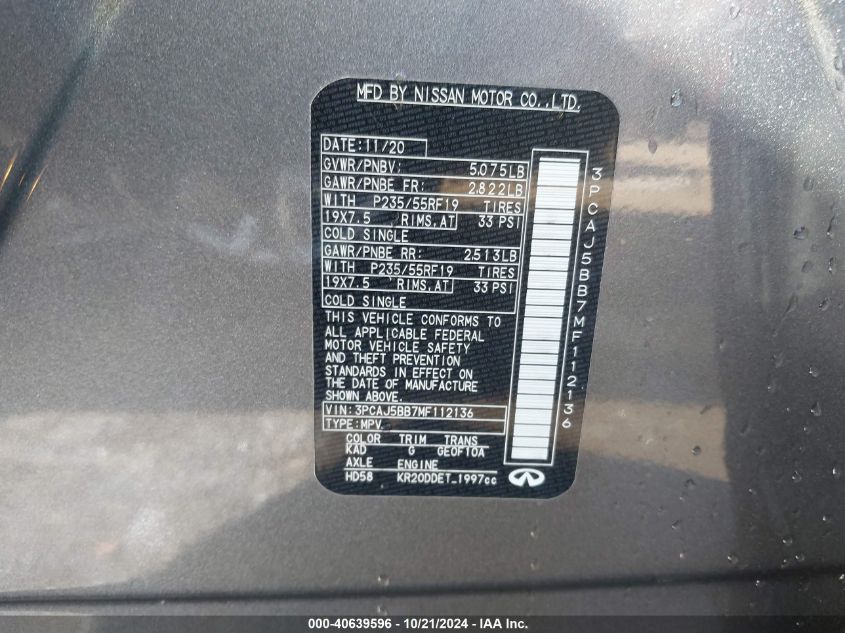 MFD BY NISSAN MOTOR CO.,LTD.
DATE:11/20
GVWR/PNBV: 5,075LB
GAWR/PNBE FR: 2,822LB
WITH P235/55RF19 TIRES
19X7.5 RIMS,AT 33 PSI
COLD SINGLE
GAWR/PNBE RR: 2,513LB
WITH P235/55RF19 TIRES
19X7.5 RIMS,AT 33 PSI
COLD SINGLE
THIS VEHICLE CONFORMS TO
ALL APPLICABLE FEDERAL
MOTOR VEHICLE SAFETY
AND THEFT PREVENTION
STANDARDS IN EFFECT ON
THE DATE OF MANUFACTURE
SHOWN ABOVE.
VIN:3PCAJ5BB7MF112136
TYPE:MPV
COLOR TRIM TRANS
KAD G GEOF10A
AXLE ENGINE
HD58 KR20DDET_1997cc
3PCAJ5BB7MF112136
000-40639596 - 10/21/2024 - IAA Inc.